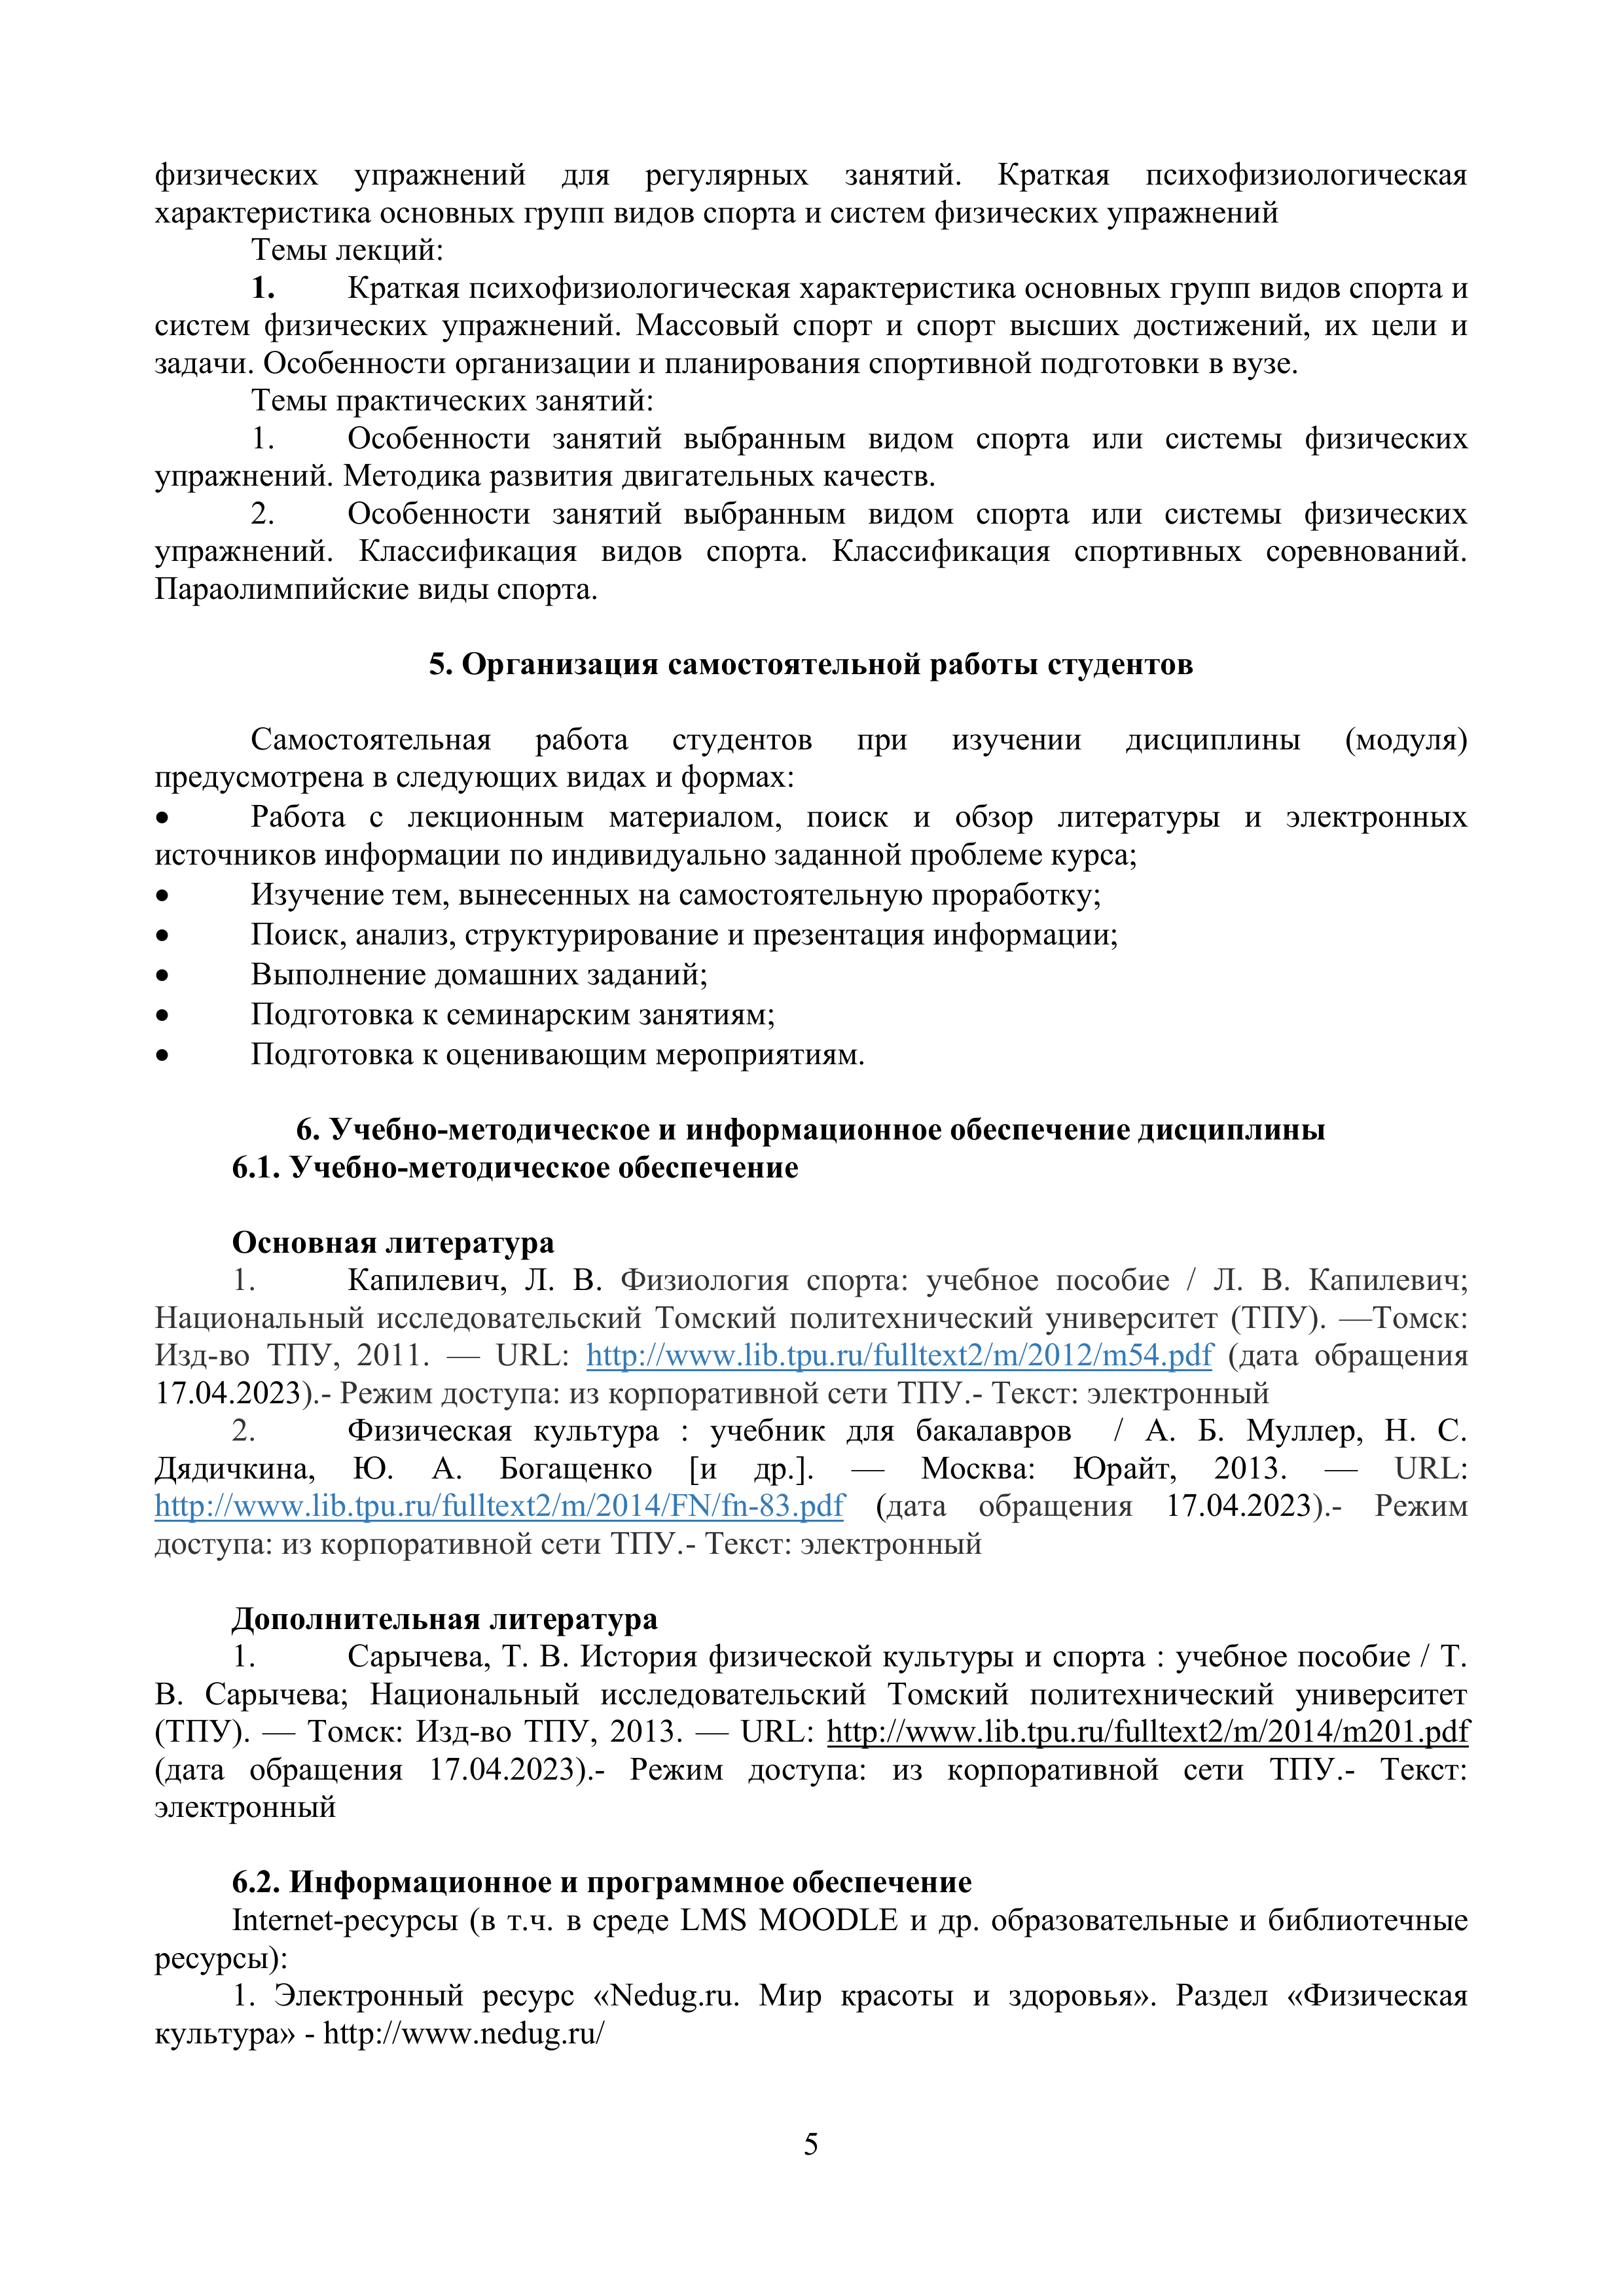 физических упражнений для регулярных занятий. Краткая психофизиологическая
характеристика основных групп видов спорта и систем физических упражнений
Темы лекций:
1. Краткая психофизиологическая характеристика основных групп видов спорта и
систем физических упражнений. Массовый спорт и спорт высших достижений, их цели и
задачи. Особенности организации и планирования спортивной подготовки в вузе.
Темы практических занятий:
1. Особенности занятий выбранным видом спорта или системы физических
упражнений. Методика развития двигательных качеств.
2. Особенности занятий выбранным видом спорта или системы физических
упражнений. Классификация видов спорта. Классификация спортивных соревнований.
Параолимпийские виды спорта.
5. Организация самостоятельной работы студентов
Самостоятельная работа студентов при изучении дисциплины (модуля)
предусмотрена в следующих видах и формах:
• Работа с лекционным материалом, поиск и обзор литературы и электронных
источников информации по индивидуально заданной проблеме курса;
• Изучение тем, вынесенных на самостоятельную проработку;
• Поиск, анализ, структурирование и презентация информации;
• Выполнение домашних заданий;
• Подготовка к семинарским занятиям;
• Подготовка к оценивающим мероприятиям.
6. Учебно-методическое и информационное обеспечение дисциплины
6.1. Учебно-методическое обеспечение
Основная литература
1. Капилевич, Л. В. Физиология спорта: учебное пособие / Л. В. Капилевич;
Национальный исследовательский Томский политехнический университет (ТПУ). —Томск:
Изд-во ТПУ, 2011. — URL: http://www.lib.tpu.ru/fulltext2/m/2012/m54.pdf (дата обращения
17.04.2023).- Режим доступа: из корпоративной сети ТПУ.- Текст: электронный
2. Физическая культура : учебник для бакалавров / А. Б. Муллер, Н. С.
Дядичкина, Ю. А. Богащенко [и др.]. — Москва: Юрайт, 2013. — URL:
http://www.lib.tpu.ru/fulltext2/m/2014/FN/fn-83.pdf (дата обращения 17.04.2023).- Режим
доступа: из корпоративной сети ТПУ.- Текст: электронный
Дополнительная литература
1. Сарычева, Т. В. История физической культуры и спорта : учебное пособие / Т.
В. Сарычева; Национальный исследовательский Томский политехнический университет
(ТПУ). — Томск: Изд-во ТПУ, 2013. — URL: http://www.lib.tpu.ru/fulltext2/m/2014/m201.pdf
(дата обращения 17.04.2023).- Режим доступа: из корпоративной сети ТПУ.- Текст:
электронный
6.2. Информационное и программное обеспечение
Internet-ресурсы (в т.ч. в среде LMS MOODLE и др. образовательные и библиотечные
ресурсы):
1. Электронный ресурс «Nedug.ru. Мир красоты и здоровья». Раздел «Физическая
культура» - http://www.nedug.ru/
5